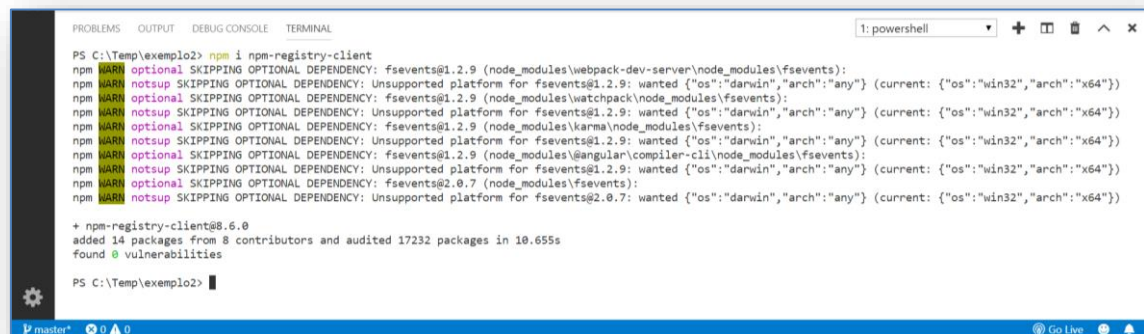 PROBLEMS OUTPUT DEBUG CONSOLE TERMINAL 1: powershell
PS C:\Temp\exemplo2> npm i npm-registry-client
npm WARN optional SKIPPING OPTIONAL DEPENDENCY: fsevents@1.2.9 (node_modules\webpack-dev-server\node_modules\fsevents):
npm WARN notsup SKIPPING OPTIONAL DEPENDENCY: Unsupported platform for fsevents@1.2.9: wanted {"os":"darwin","arch":"any"} (current: {"os":"win32","arch":"x64"})
npm WARN optional SKIPPING OPTIONAL DEPENDENCY: fsevents@1.2.9 (node_modules\watchpack\node_modules\fsevents):
npm WARN notsup SKIPPING OPTIONAL DEPENDENCY: Unsupported platform for fsevents@1.2.9: wanted {"os":"darwin","arch":"any"} (current: {"os":"win32","arch":"x64"})
npm WARN optional SKIPPING OPTIONAL DEPENDENCY: fsevents@1.2.9 (node_modules\karma\node_modules\fsevents):
npm WARN notsup SKIPPING OPTIONAL DEPENDENCY: Unsupported platform for fsevents@1.2.9: wanted {"os":"darwin","arch":"any"} (current: {"os":"win32","arch":"x64"})
npm WARN optional SKIPPING OPTIONAL DEPENDENCY: fsevents@1.2.9 (node_modules\@angular\compiler-cli\node_modules\fsevents):
npm WARN notsup SKIPPING OPTIONAL DEPENDENCY: Unsupported platform for fsevents@1.2.9: wanted {"os":"darwin","arch":"any"} (current: {"os":"win32","arch":"x64"})
npm WARN optional SKIPPING OPTIONAL DEPENDENCY: fsevents@2.0.7 (node_modules\fsevents):
npm WARN notsup SKIPPING OPTIONAL DEPENDENCY: Unsupported platform for fsevents@2.0.7: wanted {"os":"darwin","arch":"any"} (current: {"os":"win32","arch":"x64"})
+ npm-registry-client@8.6.0
added 14 packages from 8 contributors and audited 17232 packages in 10.655s
found 0 vulnerabilities
PS C:\Temp\exemplo2>
master* 0 0 Go Live